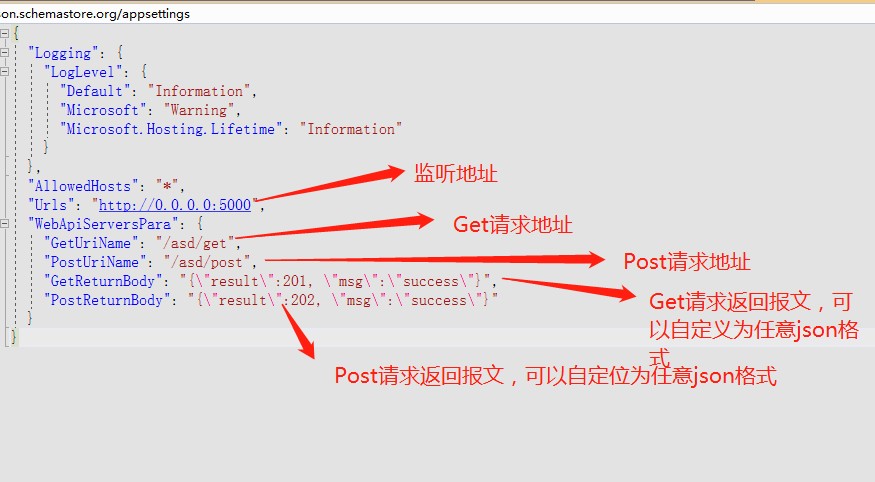 son.schemastore.org/appsettings
{
"Logging": {
"LogLevel": {
"Default": "Information",
"Microsoft": "Warning",
"Microsoft.Hosting.Lifetime": "Information"
}
},
"AllowedHosts": "*",
监听地址
"Urls": "http://0.0.0.0:5000",
"WebApiServersPara": {
Get请求地址
"GetUriName": "/asd/get",
"PostUriName": "/asd/post",
Post请求地址
"GetReturnBody": "{\"result\":201, \"msg\":\"success\"}",
"PostReturnBody": "{\"result\":202, \"msg\":\"success\"}"
Get请求返回报文，可
以自定义为任意json格
式
}
}
Post请求返回报文，可以自定位为任意json格式